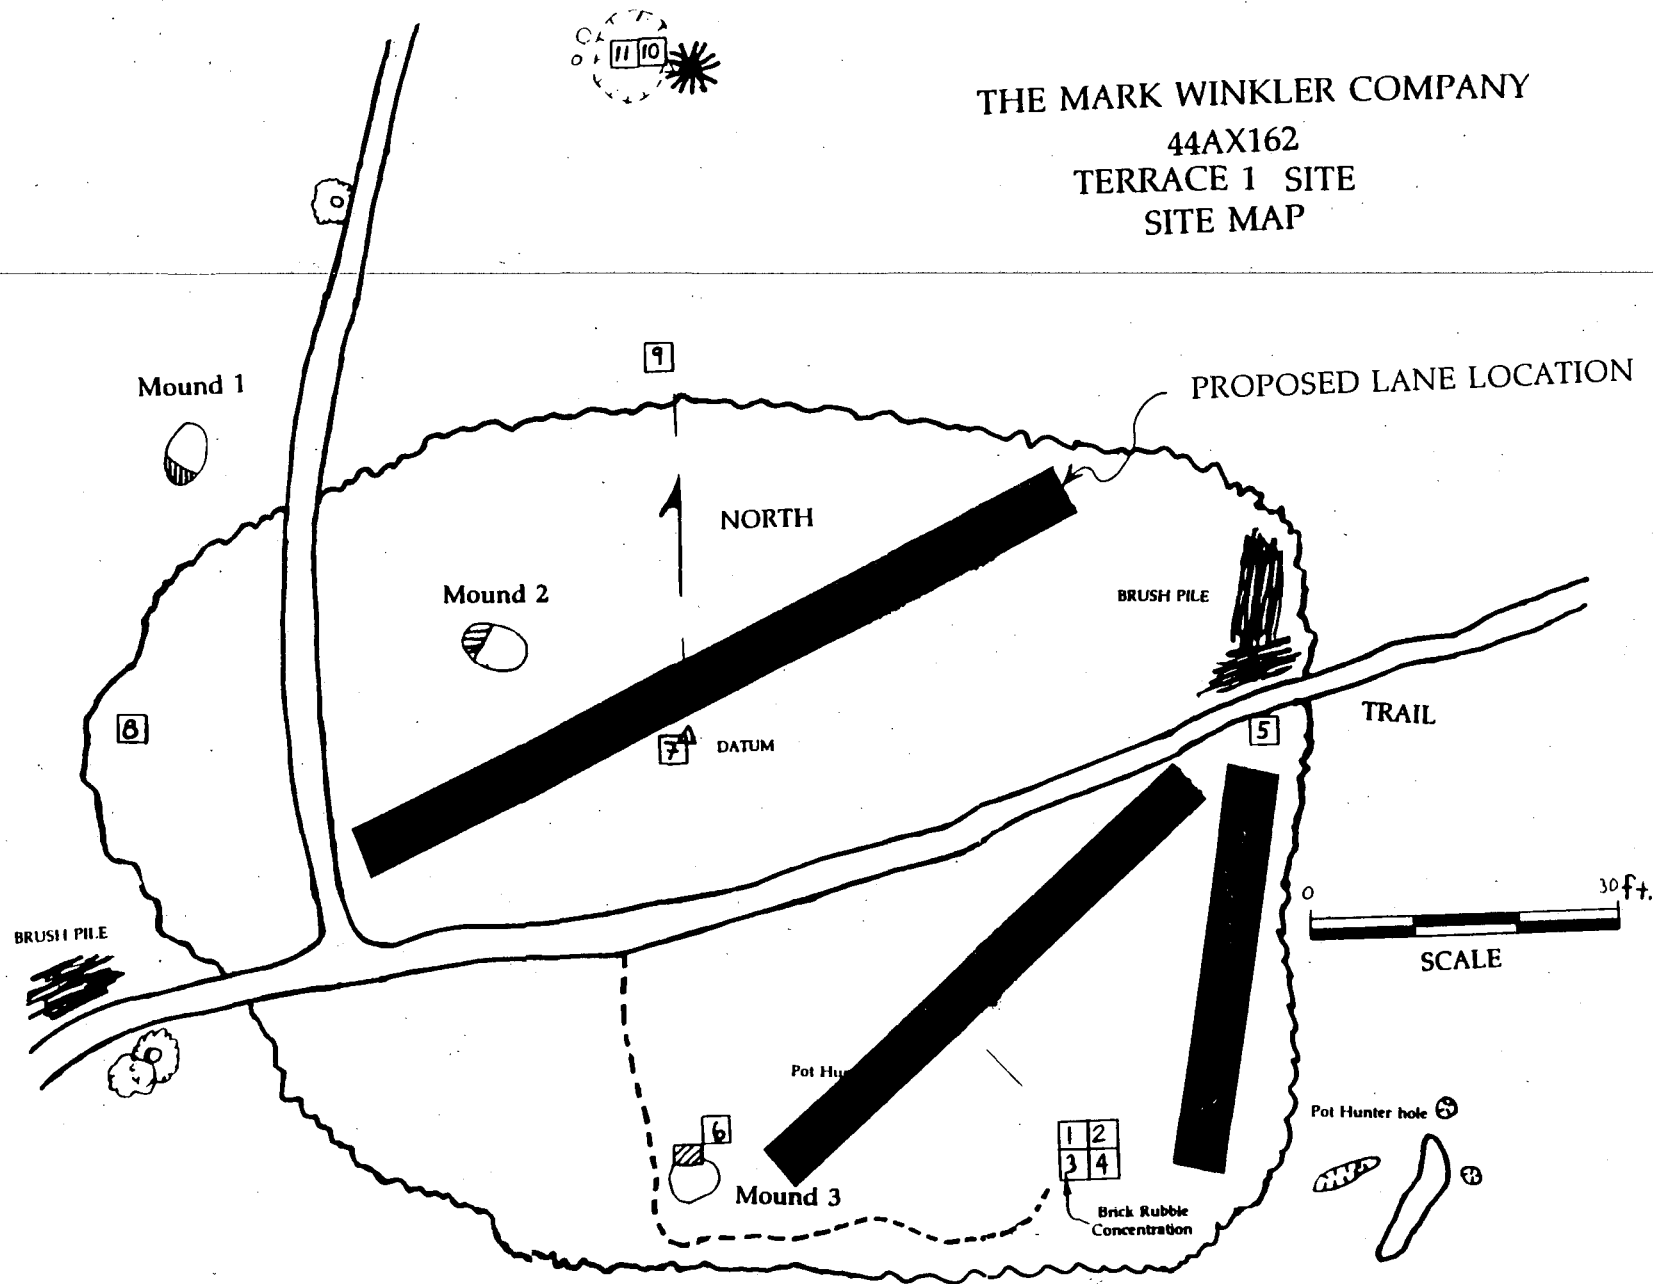 11 10
THE MARK WINKLER COMPANY
44AX162
TERRACE 1 SITE
SITE MAP
9
Mound 1
PROPOSED LANE LOCATION
NORTH
Mound 2
BRUSH PILE
8
7
DATUM
TRAIL
5
0 30 ft.
SCALE
BRUSH PILE
Pot
6
1 2
3 4
Mound 3
Brick Rubble
Concentration
Pot Hunter hole